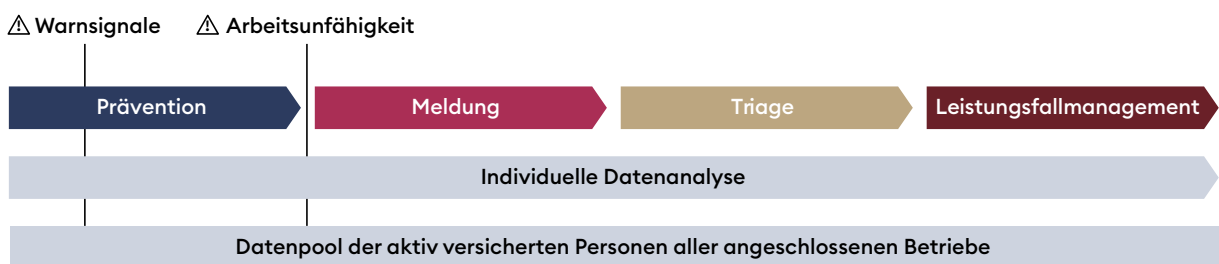 Warnsignale
Arbeitsunfähigkeit
Prävention
Meldung
Triage
Leistungsfallmanagement
Individuelle Datenanalyse
Datenpool der aktiv versicherten Personen aller angeschlossenen Betriebe